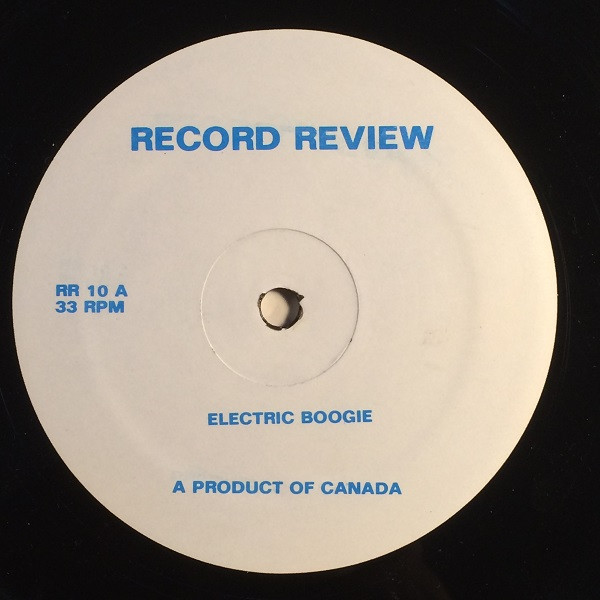 RECORD REVIEW
RR 10 A
33 RPM
ELECTRIC BOOGIE
A PRODUCT OF CANADA